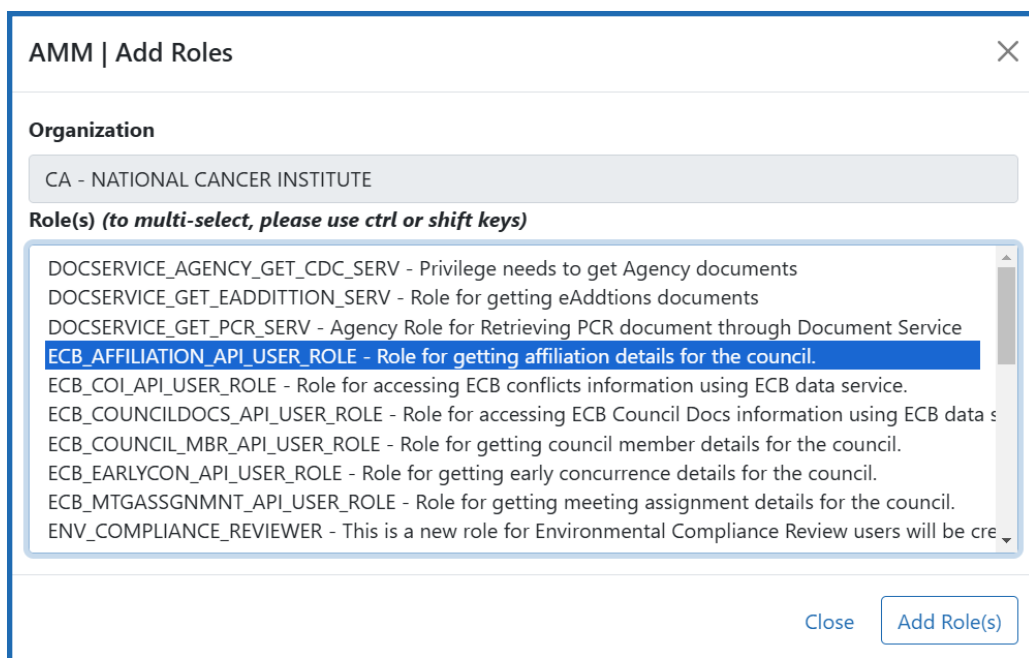 AMM | Add Roles
Organization
CA - NATIONAL CANCER INSTITUTE
Role(s) (to multi-select, please use ctrl or shift keys)
DOCSERVICE_AGENCY_GET_CDC_SERV - Privilege needs to get Agency documents
DOCSERVICE_GET_EADDITTION_SERV - Role for getting eAddtions documents
DOCSERVICE_GET_PCR_SERV - Agency Role for Retrieving PCR document through Document Service
ECB_AFFILIATION_API_USER_ROLE - Role for getting affiliation details for the council.
ECB_COI_API_USER_ROLE - Role for accessing ECB conflicts information using ECB data service.
ECB_COUNCILDOCS_API_USER_ROLE - Role for accessing ECB Council Docs information using ECB data s
ECB_COUNCIL_MBR_API_USER_ROLE - Role for getting council member details for the council.
ECB_EARLYCON_API_USER_ROLE - Role for getting early concurrence details for the council.
ECB_MTGASSGNMNT_API_USER_ROLE - Role for getting meeting assignment details for the council.
ENV_COMPLIANCE_REVIEWER - This is a new role for Environmental Compliance Review users will be cre
Close
Add Role(s)